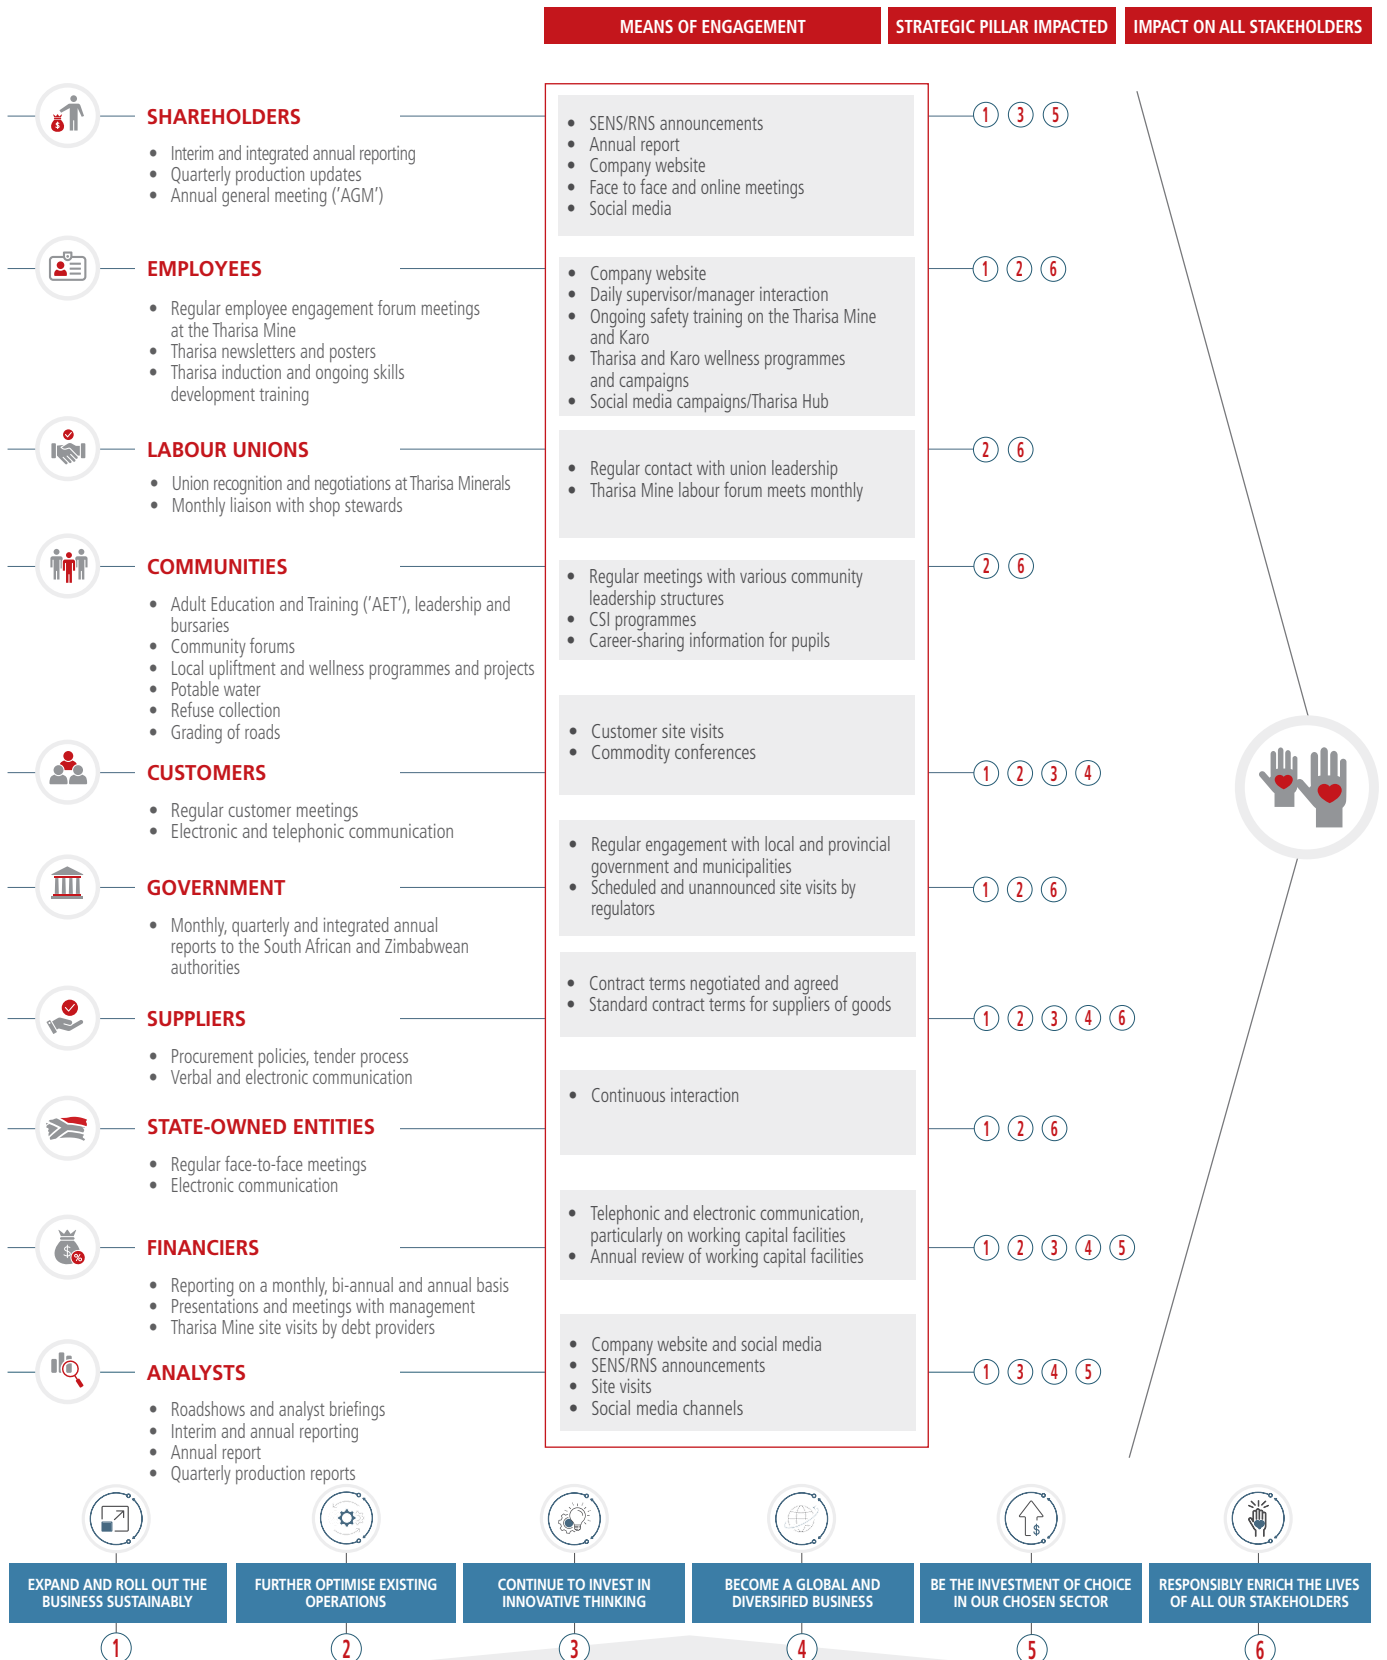 MEANS OF ENGAGEMENT
STRATEGIC PILLAR IMPACTED
IMPACT ON ALL STAKEHOLDERS
SHAREHOLDERS
• Interim and integrated annual reporting
• Quarterly production updates
• Annual general meeting ('AGM')
• SENS/RNS announcements
• Annual report
• Company website
• Face to face and online meetings
• Social media
1 3 5
EMPLOYEES
• Regular employee engagement forum meetings
at the Tharisa Mine
• Tharisa newsletters and posters
• Tharisa induction and ongoing skills
development training
• Company website
• Daily supervisor/manager interaction
• Ongoing safety training on the Tharisa Mine
and Karo
• Tharisa and Karo wellness programmes
and campaigns
• Social media campaigns/Tharisa Hub
1 2 6
LABOUR UNIONS
• Union recognition and negotiations at Tharisa Minerals
• Monthly liaison with shop stewards
• Regular contact with union leadership
• Tharisa Mine labour forum meets monthly
2 6
COMMUNITIES
• Adult Education and Training ('AET'), leadership and
bursaries
• Community forums
• Local upliftment and wellness programmes and projects
• Potable water
• Refuse collection
• Grading of roads
• Regular meetings with various community
leadership structures
• CSI programmes
• Career-sharing information for pupils
2 6
CUSTOMERS
• Regular customer meetings
• Electronic and telephonic communication
• Customer site visits
• Commodity conferences
1 2 3 4
GOVERNMENT
• Monthly, quarterly and integrated annual
reports to the South African and Zimbabwean
authorities
• Regular engagement with local and provincial
government and municipalities
• Scheduled and unannounced site visits by
regulators
1 2 6
SUPPLIERS
• Procurement policies, tender process
• Verbal and electronic communication
• Contract terms negotiated and agreed
• Standard contract terms for suppliers of goods
1 2 3 4 6
STATE-OWNED ENTITIES
• Regular face-to-face meetings
• Electronic communication
• Continuous interaction
1 2 6
$ %
FINANCIERS
• Reporting on a monthly, bi-annual and annual basis
• Presentations and meetings with management
• Tharisa Mine site visits by debt providers
• Telephonic and electronic communication,
particularly on working capital facilities
• Annual review of working capital facilities
1 2 3 4 5
ANALYSTS
• Roadshows and analyst briefings
• Interim and annual reporting
• Annual report
• Quarterly production reports
• Company website and social media
• SENS/RNS announcements
• Site visits
• Social media channels
1 3 4 5
$
EXPAND AND ROLL OUT THE
BUSINESS SUSTAINABLY
1
FURTHER OPTIMISE EXISTING
OPERATIONS
2
CONTINUE TO INVEST IN
INNOVATIVE THINKING
3
BECOME A GLOBAL AND
DIVERSIFIED BUSINESS
4
BE THE INVESTMENT OF CHOICE
IN OUR CHOSEN SECTOR
5
RESPONSIBLY ENRICH THE LIVES
OF ALL OUR STAKEHOLDERS
6